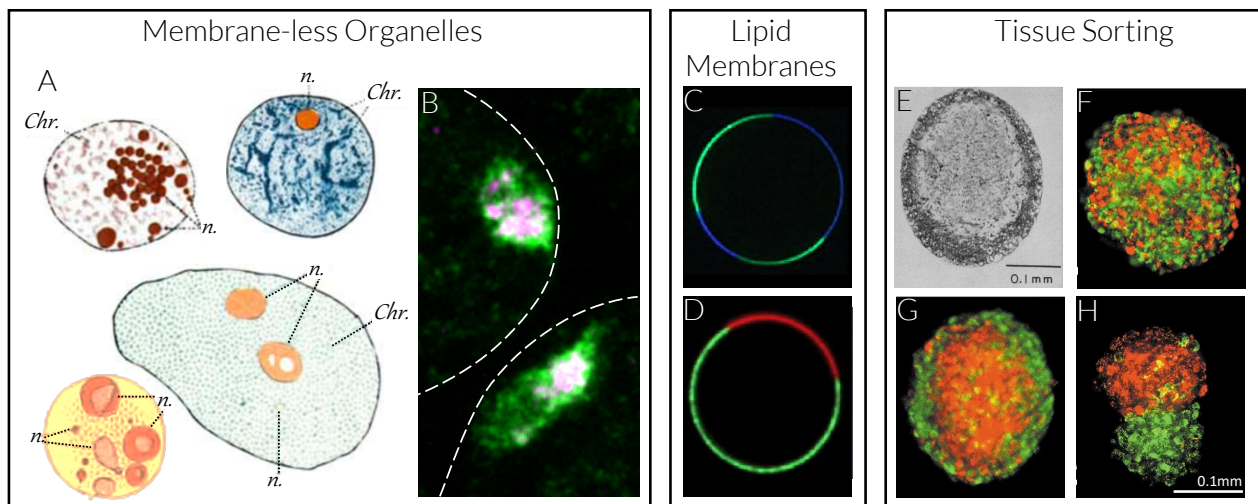 Membrane-less Organelles
A
n.
Chr.
Chr.
n.
n.
Chr.
n.
n.
n.
B
Lipid
Membranes
C
D
Tissue Sorting
E
0.1mm
F
G
H
0.1mm